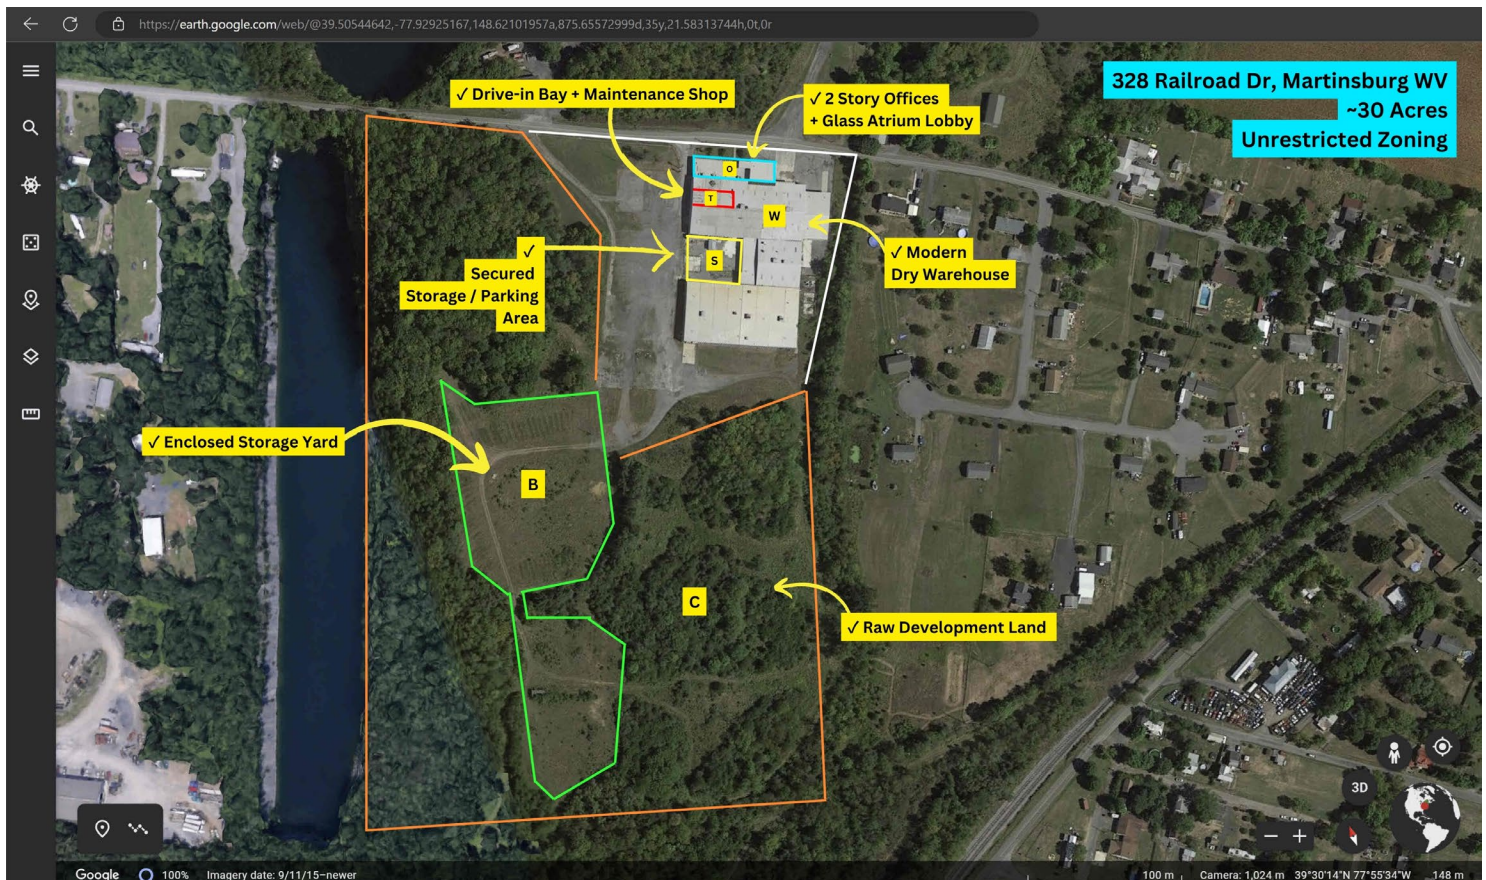 https://earth.google.com/web/@39.50544642,-77.92925167,148.62101957a,875.65572999d,35y,21.58313744h,0t,0r
✓ Drive-in Bay + Maintenance Shop
✓ 2 Story Offices
+ Glass Atrium Lobby
328 Railroad Dr, Martinsburg WV
~30 Acres
Unrestricted Zoning
O
T
W
✓
Secured
Storage / Parking
Area
S
✓ Modern
Dry Warehouse
✓ Enclosed Storage Yard
B
C
✓ Raw Development Land
3D
Google
100%
Imagery date: 9/11/15–newer
100 m
Camera: 1,024 m
39°30'14"N 77°55'34"W
148 m